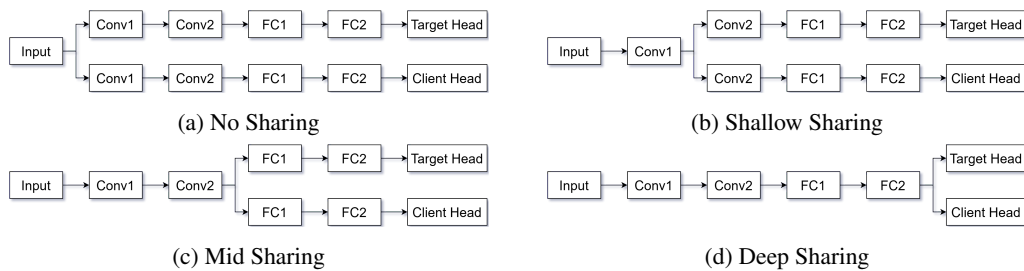 Conv1 Conv2 FC1 FC2 Target Head
Input
Conv1 Conv2 FC1 FC2 Client Head
(a) No Sharing
Conv2 FC1 FC2 Target Head
Input Conv1
Conv2 FC1 FC2 Client Head
(b) Shallow Sharing
FC1 FC2 Target Head
Input Conv1 Conv2
FC1 FC2 Client Head
(c) Mid Sharing
Target Head
Input Conv1 Conv2 FC1 FC2
Client Head
(d) Deep Sharing